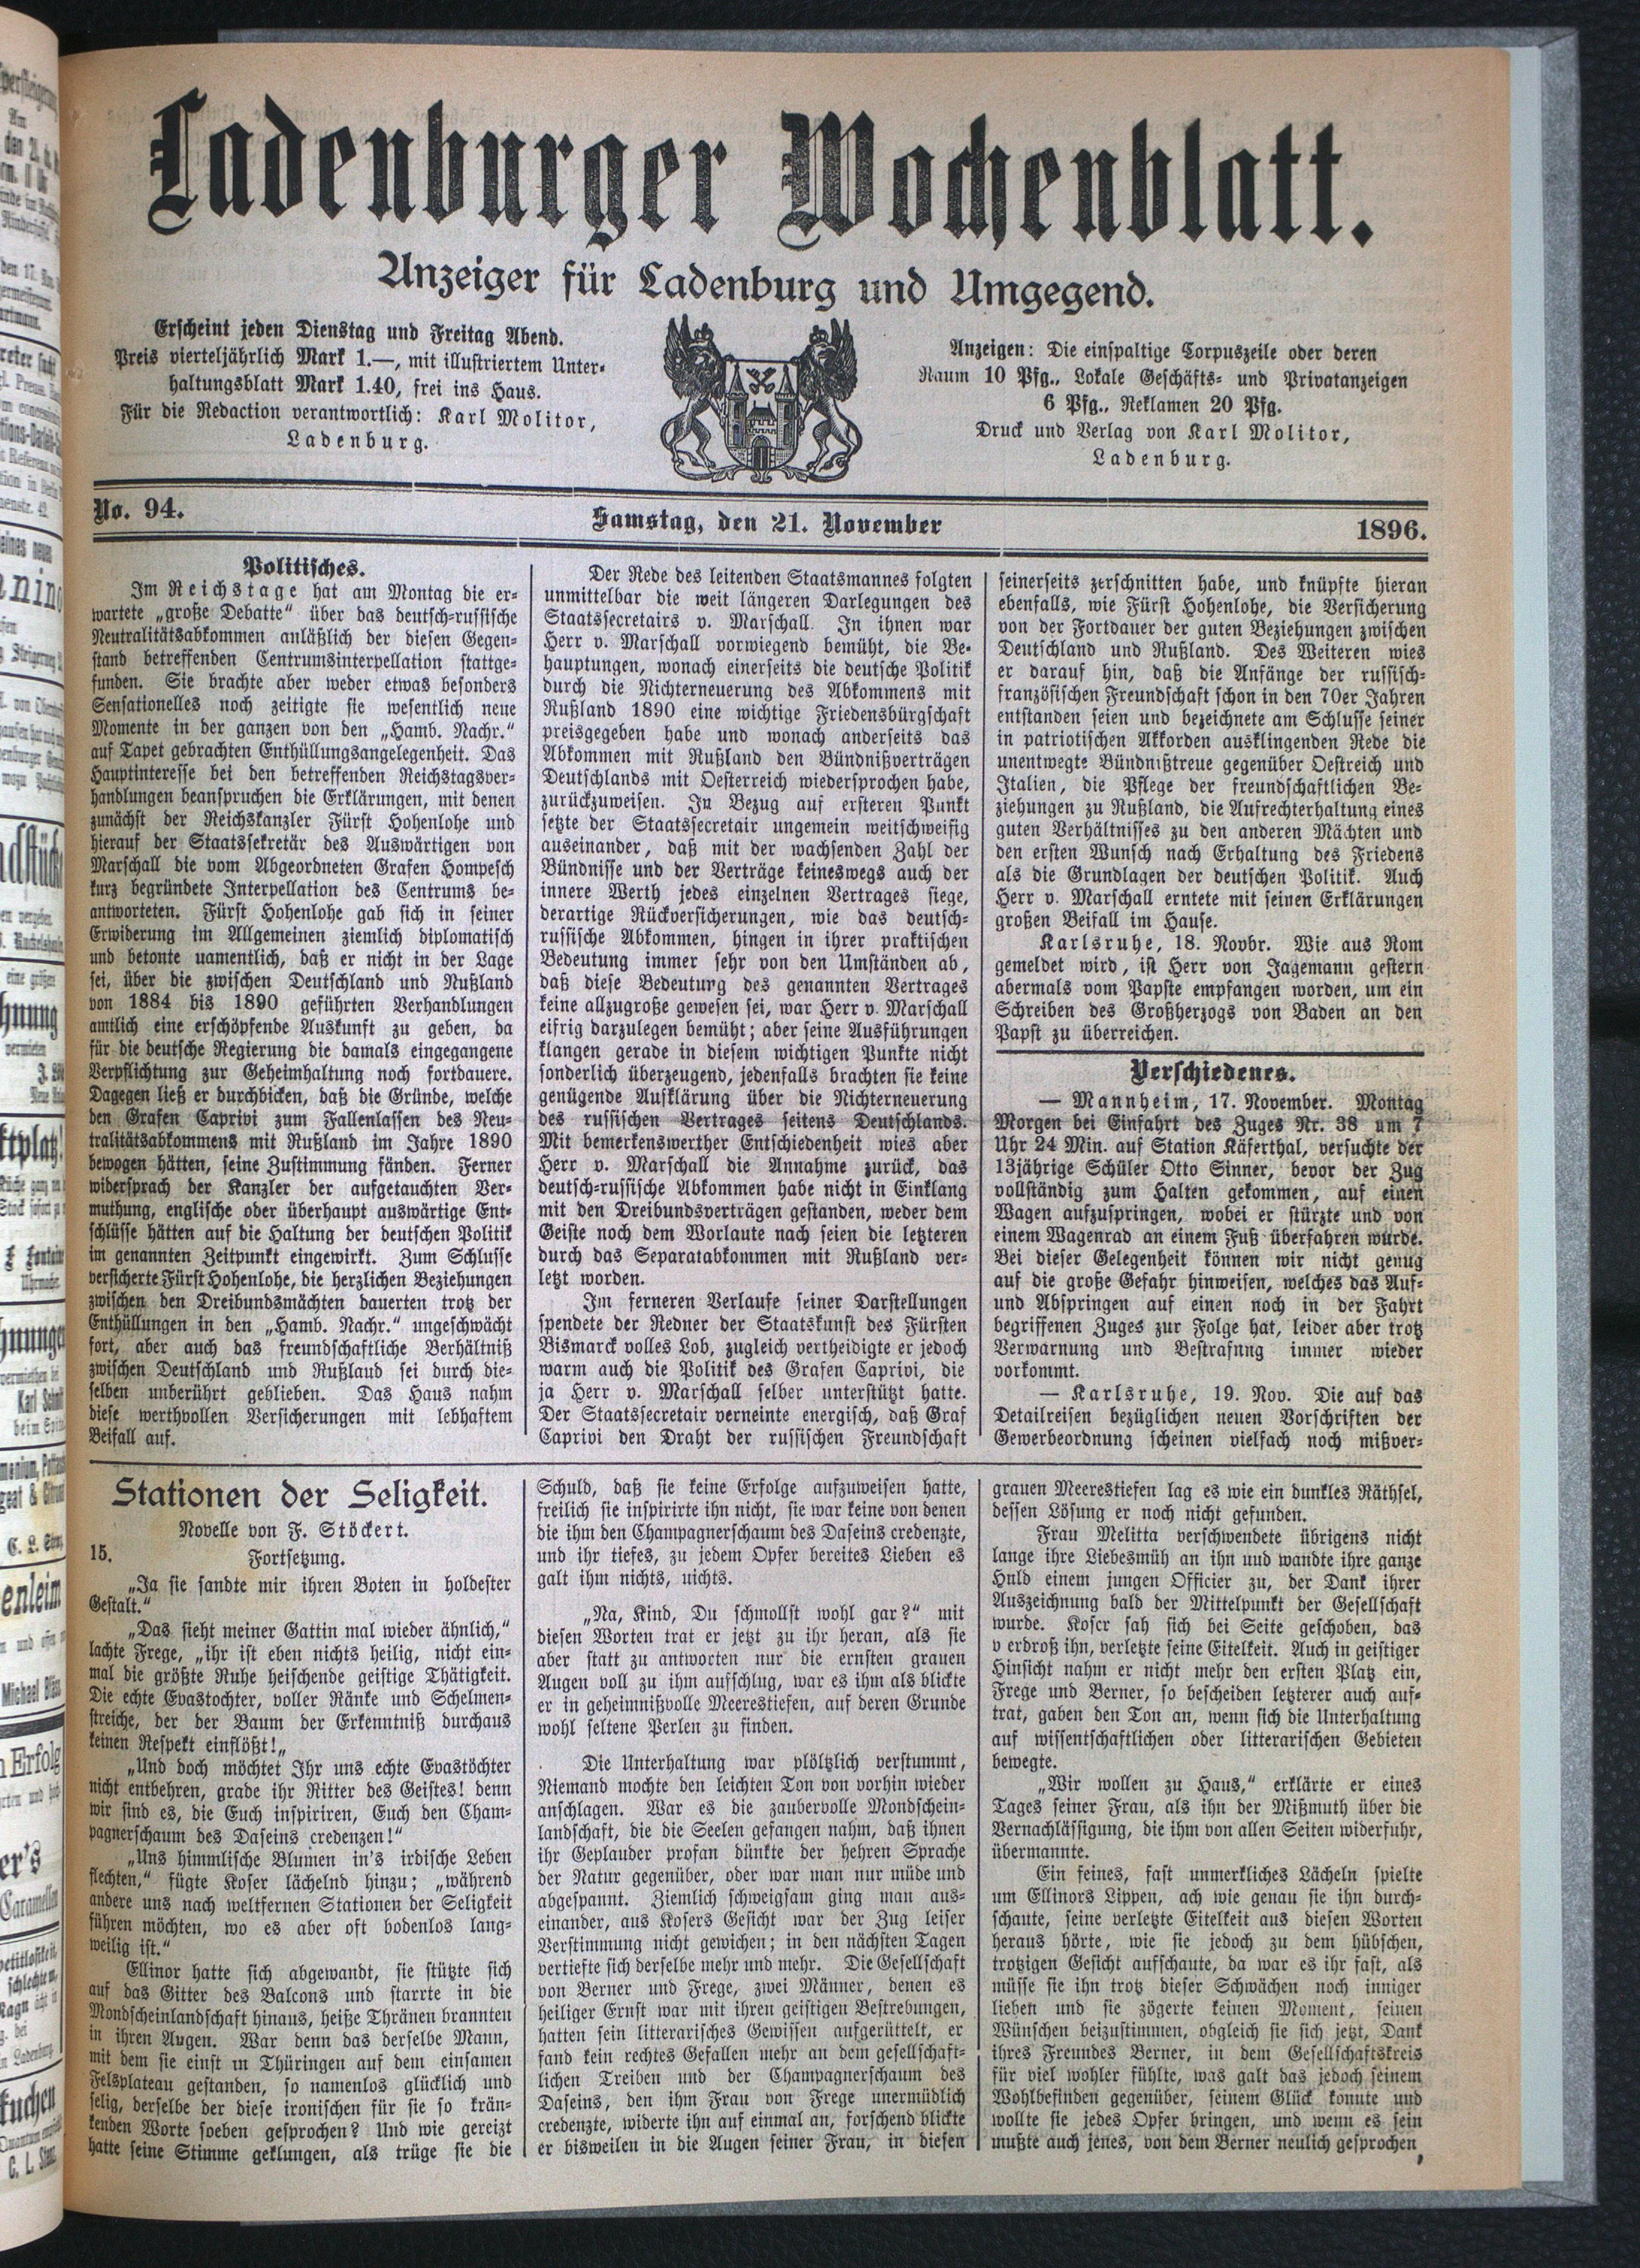 Ladenburger Wochenblatt.
Anzeiger für Ladenburg und Umgegend.
Erscheint jeden Dienstag und Freitag Abend.
Preis vierteljährlich Mark 1.—, mit illustriertem Unter-
haltungsblatt Mark 1.40, frei ins Haus.
Für die Redaction verantwortlich: Karl Molitor,
Ladenburg.
Anzeigen: Die einspaltige Corpuszeile oder deren
Raum 10 Pfg., Lokale Geschäfts- und Privatanzeigen
6 Pfg., Reklamen 20 Pfg.
Druck und Verlag von Karl Molitor,
Ladenburg.
No. 94.
Samstag, den 21. November
1896.
Politisches.
Im Reichstage hat am Montag die er-
wartete „große Debatte“ über das deutsch-russische
Neutralitätsabkommen anläßlich der diesen Gegen-
stand betreffenden Centrumsinterpellation stattge-
funden. Sie brachte aber weder etwas besonders
Sensationelles noch zeitigte sie wesentlich neue
Momente in der ganzen von den „Hamb. Nachr.“
auf Tapet gebrachten Enthüllungsangelegenheit. Das
Hauptinteresse bei den betreffenden Reichstagsver-
handlungen beanspruchen die Erklärungen, mit denen
zunächst der Reichskanzler Fürst Hohenlohe und
hierauf der Staatssekretär des Auswärtigen von
Marschall die vom Abgeordneten Grafen Hompesch
kurz begründete Interpellation des Centrums be-
antworteten. Fürst Hohenlohe gab sich in seiner
Erwiderung im Allgemeinen ziemlich diplomatisch
und betonte uamentlich, daß er nicht in der Lage
sei, über die zwischen Deutschland und Rußland
von 1884 bis 1890 geführten Verhandlungen
amtlich eine erschöpfende Auskunft zu geben, da
für die deutsche Regierung die damals eingegangene
Verpflichtung zur Geheimhaltung noch fortdauere.
Dagegen ließ er durchbicken, daß die Gründe, welche
den Grafen Caprivi zum Fallenlassen des Neu-
tralitätsabkommens mit Rußland im Jahre 1890
bewogen hätten, seine Zustimmung fänden. Ferner
widersprach der Kanzler der aufgetauchten Ver-
muthung, englische oder überhaupt auswärtige Ent-
schlüsse hätten auf die Haltung der deutschen Politik
im genannten Zeitpunkt eingewirkt. Zum Schlusse
versicherte Fürst Hohenlohe, die herzlichen Beziehungen
zwischen den Dreibundsmächten dauerten trotz der
Enthüllungen in den „Hamb. Nachr.“ ungeschwächt
fort, aber auch das freundschaftliche Verhältniß
zwischen Deutschland und Rußlaud sei durch die-
selben unberührt geblieben. Das Haus nahm
diese werthvollen Versicherungen mit lebhaftem
Beifall auf.
Der Rede des leitenden Staatsmannes folgten
unmittelbar die weit längeren Darlegungen des
Staatssecretairs v. Marschall. In ihnen war
Herr v. Marschall vorwiegend bemüht, die Be-
hauptungen, wonach einerseits die deutsche Politik
durch die Nichterneuerung des Abkommens mit
Rußland 1890 eine wichtige Friedensbürgschaft
preisgegeben habe und wonach anderseits das
Abkommen mit Rußland den Bündnißverträgen
Deutschlands mit Oesterreich wiedersprochen habe,
zurückzuweisen. In Bezug auf ersteren Punkt
setzte der Staatssecretair ungemein weitschweifig
auseinander, daß mit der wachsenden Zahl der
Bündnisse und der Verträge keineswegs auch der
innere Werth jedes einzelnen Vertrages siege,
derartige Rückversicherungen, wie das deutsch-
russische Abkommen, hingen in ihrer praktischen
Bedeutung immer sehr von den Umständen ab,
daß diese Bedeuturg des genannten Vertrages
keine allzugroße gewesen sei, war Herr v. Marschall
eifrig darzulegen bemüht; aber seine Ausführungen
klangen gerade in diesem wichtigen Punkte nicht
sonderlich überzeugend, jedenfalls brachten sie keine
genügende Aufklärung über die Nichterneuerung
des russischen Vertrages seitens Deutschlands.
Mit bemerkenswerther Entschiedenheit wies aber
Herr v. Marschall die Annahme zurück, das
deutsch-russische Abkommen habe nicht in Einklang
mit den Dreibundsverträgen gestanden, weder dem
Geiste noch dem Worlaute nach seien die letzteren
durch das Separatabkommen mit Rußland ver-
letzt worden.
Im ferneren Verlaufe seiner Darstellungen
spendete der Redner der Staatskunst des Fürsten
Bismarck volles Lob, zugleich vertheidigte er jedoch
warm auch die Politik des Grafen Caprivi, die
ja Herr v. Marschall selber unterstützt hatte.
Der Staatssecretair verneinte energisch, daß Graf
Caprivi den Draht der russischen Freundschaft
seinerseits zerschnitten habe, und knüpfte hieran
ebenfalls, wie Fürst Hohenlohe, die Versicherung
von der Fortdauer der guten Beziehungen zwischen
Deutschland und Rußland. Des Weiteren wies
er darauf hin, daß die Anfänge der russisch-
französischen Freundschaft schon in den 70er Jahren
entstanden seien und bezeichnete am Schlusse seiner
in patriotischen Akkorden ausklingenden Rede die
unentwegte Bündnißtreue gegenüber Oestreich und
Italien, die Pflege der freundschaftlichen Be-
ziehungen zu Rußland, die Aufrechterhaltung eines
guten Verhältnisses zu den anderen Mächten und
den ersten Wunsch nach Erhaltung des Friedens
als die Grundlagen der deutschen Politik. Auch
Herr v. Marschall erntete mit seinen Erklärungen
großen Beifall im Hause.
Karlsruhe, 18. Novbr. Wie aus Rom
gemeldet wird, ist Herr von Jagemann gestern
abermals vom Papste empfangen worden, um ein
Schreiben des Großherzogs von Baden an den
Papst zu überreichen.
Verschiedenes.
— Mannheim, 17. November. Montag
Morgen bei Einfahrt des Zuges Nr. 38 um 7
Uhr 24 Min. auf Station Käferthal, versuchte der
13jährige Schüler Otto Sinner, bevor der Zug
vollständig zum Halten gekommen, auf einen
Wagen aufzuspringen, wobei er stürzte und von
einem Wagenrad an einem Fuß überfahren wurde.
Bei dieser Gelegenheit können wir nicht genug
auf die große Gefahr hinweisen, welches das Auf-
und Abspringen auf einen noch in der Fahrt
begriffenen Zuges zur Folge hat, leider aber trotz
Verwarnung und Bestrafnng immer wieder
vorkommt.
— Karlsruhe, 19. Nov. Die auf das
Detailreisen bezüglichen neuen Vorschriften der
Gewerbeordnung scheinen vielfach noch mißver-
Stationen der Seligkeit.
Novelle von F. Stöckert.
15.
Fortsetzung.
„Ja sie sandte mir ihren Boten in holdester
Gestalt.“
„Das sieht meiner Gattin mal wieder ähnlich,“
lachte Frege, „ihr ist eben nichts heilig, nicht ein-
mal die größte Ruhe heischende geistige Thätigkeit.
Die echte Evastochter, voller Ränke und Schelmen-
streiche, der der Baum der Erkenntniß durchaus
keinen Respekt einflößt!„
„Und doch möchtet Ihr uns echte Evastöchter
nicht entbehren, grade ihr Ritter des Geistes! denn
wir sind es, die Euch inspiriren, Euch den Cham-
pagnerschaum des Daseins credenzen!“
„Uns himmlische Blumen in's irdische Leben
flechten,“ fügte Koser lächelnd hinzu; „während
andere uns nach weltfernen Stationen der Seligkeit
führen möchten, wo es aber oft bodenlos lang-
weilig ist.“
Ellinor hatte sich abgewandt, sie stützte sich
auf das Gitter des Balcons und starrte in die
Mondscheinlandschaft hinaus, heiße Thränen brannten
in ihren Augen. War denn das derselbe Mann,
mit dem sie einst in Thüringen auf dem einsamen
Felsplateau gestanden, so namenlos glücklich und
selig, derselbe der diese ironischen für sie so krän-
kenden Worte soeben gesprochen? Und wie gereizt
hatte seine Stimme geklungen, als trüge sie die
Schuld, daß sie keine Erfolge aufzuweisen hatte,
freilich sie inspirirte ihn nicht, sie war keine von denen
die ihm den Champagnerschaum des Daseins credenzte,
und ihr tiefes, zu jedem Opfer bereites Lieben es
galt ihm nichts, uichts.
„Na, Kind, Du schmollst wohl gar?“ mit
diesen Worten trat er jetzt zu ihr heran, als sie
aber statt zu antworten nur die ernsten grauen
Augen voll zu ihm aufschlug, war es ihm als blickte
er in geheimnißvolle Meerestiefen, auf deren Grunde
wohl seltene Perlen zu finden.
Die Unterhaltung war plöltzlich verstummt,
Niemand mochte den leichten Ton von vorhin wieder
anschlagen. War es die zaubervolle Mondschein-
landschaft, die die Seelen gefangen nahm, daß ihnen
ihr Geplauder profan dünkte der hehren Sprache
der Natur gegenüber, oder war man nur müde und
abgespannt. Ziemlich schweigsam ging man aus-
einander, aus Kosers Gesicht war der Zug leiser
Verstimmung nicht gewichen; in den nächsten Tagen
vertiefte sich derselbe mehr und mehr. Die Gesellschaft
von Berner und Frege, zwei Männer, denen es
heiliger Ernst war mit ihren geistigen Bestrebungen,
hatten sein litterarisches Gewissen aufgerüttelt, er
fand kein rechtes Gefallen mehr an dem gesellschaft-
lichen Treiben und der Champagnerschaum des
Daseins, den ihm Frau von Frege unermüdlich
credenzte, widerte ihn auf einmal an, forschend blickte
er bisweilen in die Augen seiner Frau, in diesen
grauen Meerestiefen lag es wie ein dunkles Räthsel,
dessen Lösung er noch nicht gefunden.
Frau Melitta verschwendete übrigens nicht
lange ihre Liebesmüh an ihn uud wandte ihre ganze
Huld einem jungen Officier zu, der Dank ihrer
Auszeichnung bald der Mittelpunkt der Gesellschaft
wurde. Koser sah sich bei Seite geschoben, das
v erdroß ihn, verletzte seine Eitelkeit. Auch in geistiger
Hinsicht nahm er nicht mehr den ersten Platz ein,
Frege und Berner, so bescheiden letzterer auch auf-
trat, gaben den Ton an, wenn sich die Unterhaltung
auf wissentschaftlichen oder litterarischen Gebieten
bewegte.
„Wir wollen zu Haus,“ erklärte er eines
Tages seiner Frau, als ihn der Mißmuth über die
Vernachlässigung, die ihm von allen Seiten widerfuhr,
übermannte.
Ein feines, fast unmerkliches Lächeln spielte
um Ellinors Lippen, ach wie genau sie ihn durch-
schaute, seine verletzte Eitelkeit aus diesen Worten
heraus hörte, wie sie jedoch zu dem hübschen,
trotzigen Gesicht aufschaute, da war es ihr fast, als
müsse sie ihn trotz dieser Schwächen noch inniger
lieben und sie zögerte keinen Moment, seinen
Wünschen beizustimmen, obgleich sie sich jetzt, Dank
ihres Freundes Berner, in dem Gesellschaftskreis
für viel wohler fühlte, was galt das jedoch seinem
Wohlbefinden gegenüber, seinem Glück konnte und
wollte sie jedes Opfer bringen, und wenn es sein
mußte auch jenes, von dem Berner neulich gesprochen,